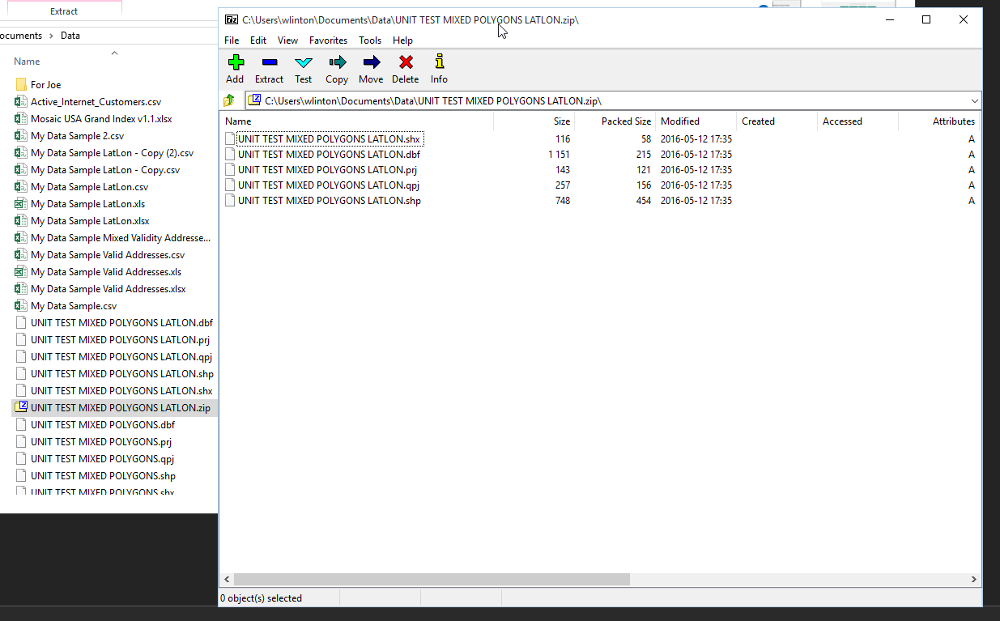 Extract
ocuments > Data
Name
For Joe
Active_Internet_Customers.csv
Mosaic USA Grand Index v1.1.xlsx
My Data Sample 2.csv
My Data Sample LatLon - Copy (2).csv
My Data Sample LatLon - Copy.csv
My Data Sample LatLon.csv
My Data Sample LatLon.xls
My Data Sample LatLon.xlsx
My Data Sample Mixed Validity Addresse...
My Data Sample Valid Addresses.csv
My Data Sample Valid Addresses.xls
My Data Sample Valid Addresses.xlsx
My Data Sample.csv
UNIT TEST MIXED POLYGONS LATLON.dbf
UNIT TEST MIXED POLYGONS LATLON.prj
UNIT TEST MIXED POLYGONS LATLON.qpj
UNIT TEST MIXED POLYGONS LATLON.shp
UNIT TEST MIXED POLYGONS LATLON.shx
UNIT TEST MIXED POLYGONS LATLON.zip
UNIT TEST MIXED POLYGONS.dbf
UNIT TEST MIXED POLYGONS.prj
UNIT TEST MIXED POLYGONS.qpj
UNIT TEST MIXED POLYGONS.shp
UNIT TEST MIXED POLYGONS.shx
7z C:\Users\wlinton\Documents\Data\UNIT TEST MIXED POLYGONS LATLON.zip\
File Edit View Favorites Tools Help
Add Extract Test Copy Move Delete Info
C:\Users\wlinton\Documents\Data\UNIT TEST MIXED POLYGONS LATLON.zip\
Name Size Packed Size Modified Created Accessed Attributes
UNIT TEST MIXED POLYGONS LATLON.shx 116 58 2016-05-12 17:35 A
UNIT TEST MIXED POLYGONS LATLON.dbf 1 151 215 2016-05-12 17:35 A
UNIT TEST MIXED POLYGONS LATLON.prj 143 121 2016-05-12 17:35 A
UNIT TEST MIXED POLYGONS LATLON.qpj 257 156 2016-05-12 17:35 A
UNIT TEST MIXED POLYGONS LATLON.shp 748 454 2016-05-12 17:35 A
0 object(s) selected